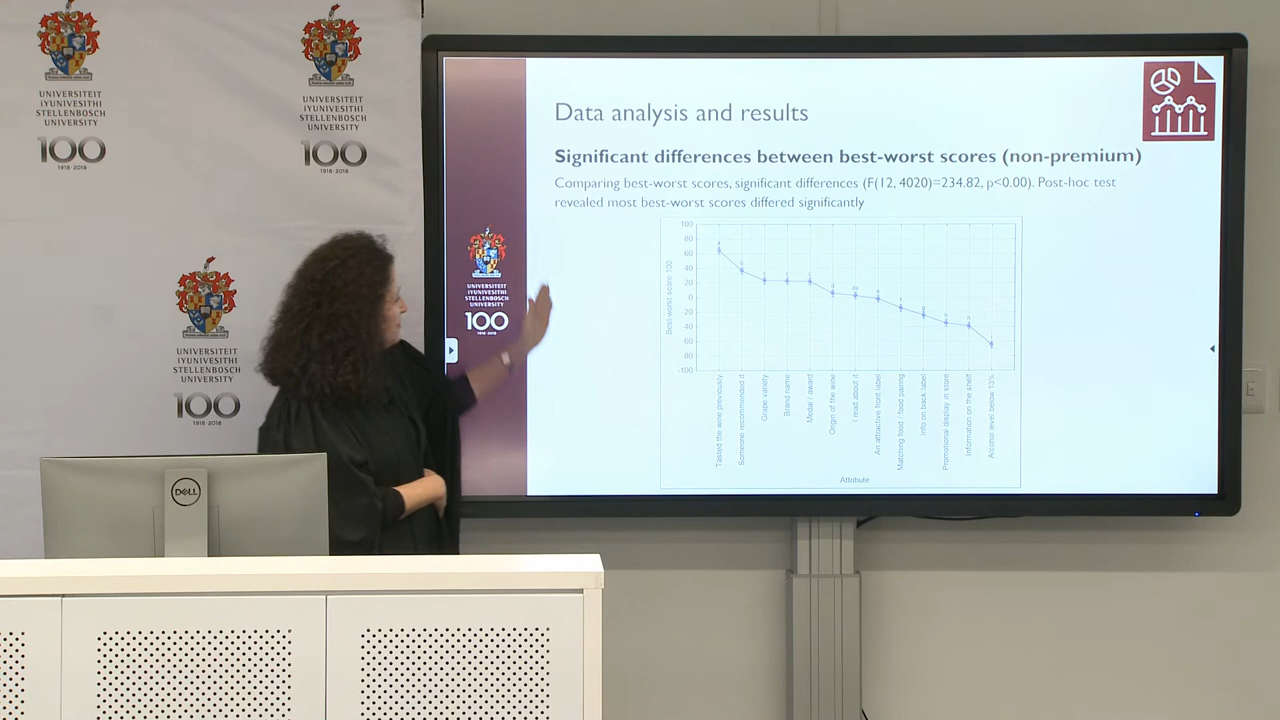 UNIVERSITEIT
iYUNIVESITHI
STELLENBOSCH
UNIVERSITY
100
1918·2018
UNIVERSITEIT
iYUNIVESITHI
STELLENBOSCH
UNIVERSITY
100
1918·2018
UNIVERSITEIT
iYUNIVESITHI
STELLENBOSCH
UNIVERSITY
100
1918·2018
DELL
UNIVERSITEIT
iYUNIVESITHI
STELLENBOSCH
UNIVERSITY
100
1918·2018
Data analysis and results
Significant differences between best-worst scores (non-premium)
Comparing best-worst scores, significant differences (F(12, 4020)=234.82, p<0.00). Post-hoc test
revealed most best-worst scores differed significantly
Best-worst score 100
100
80
60
40
20
0
-20
-40
-60
-80
-100
Tasted the wine previously
Someone recommended it
Grape variety
Brand name
Medal / award
Origin of the wine
I read about it
An attractive front label
Matching food / food pairing
Info on back label
Promotional display in store
Information on the shelf
Alcohol level below 13%
Attribute